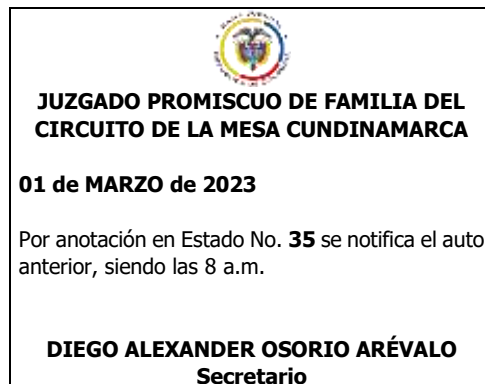 JUZGADO PROMISCUO DE FAMILIA DEL
CIRCUITO DE LA MESA CUNDINAMARCA
01 de MARZO de 2023
Por anotación en Estado No. 35 se notifica el auto
anterior, siendo las 8 a.m.
DIEGO ALEXANDER OSORIO ARÉVALO
Secretario